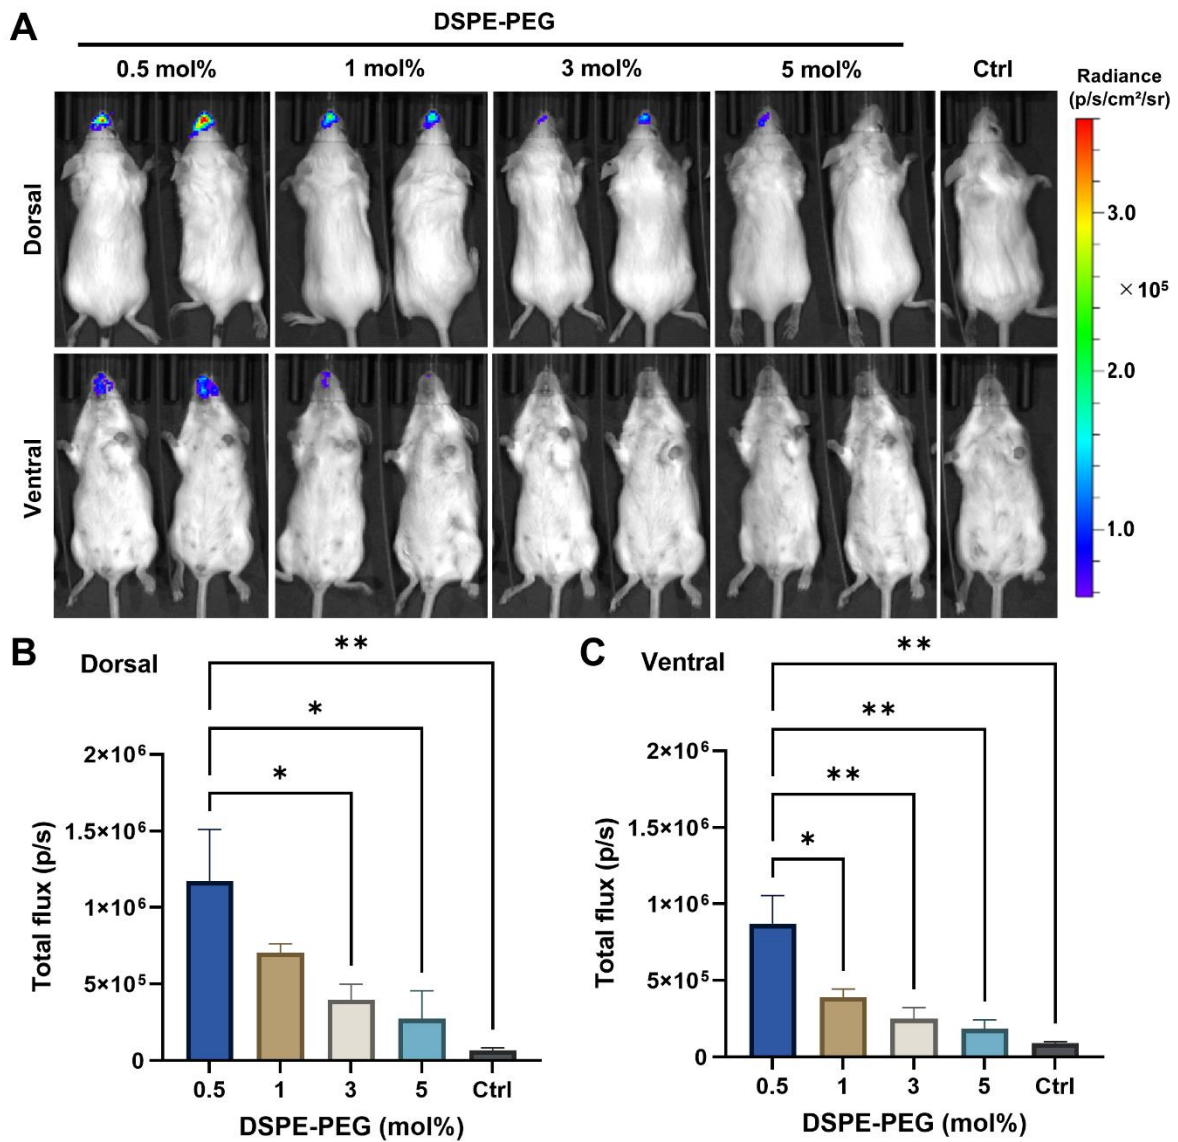 A
DSPE-PEG
0.5 mol%
1 mol%
3 mol%
5 mol%
Ctrl
Radiance
(p/s/cm²/sr)
Dorsal
3.0
×10⁵
2.0
Ventral
1.0
B
Dorsal
**
*
*
2×10⁶
1.5×10⁶
1×10⁶
5×10⁵
0
Total flux (p/s)
0.5
1
3
5
Ctrl
DSPE-PEG (mol%)
C
Ventral
**
**
**
*
2×10⁶
1.5×10⁶
1×10⁶
5×10⁵
0
Total flux (p/s)
0.5
1
3
5
Ctrl
DSPE-PEG (mol%)